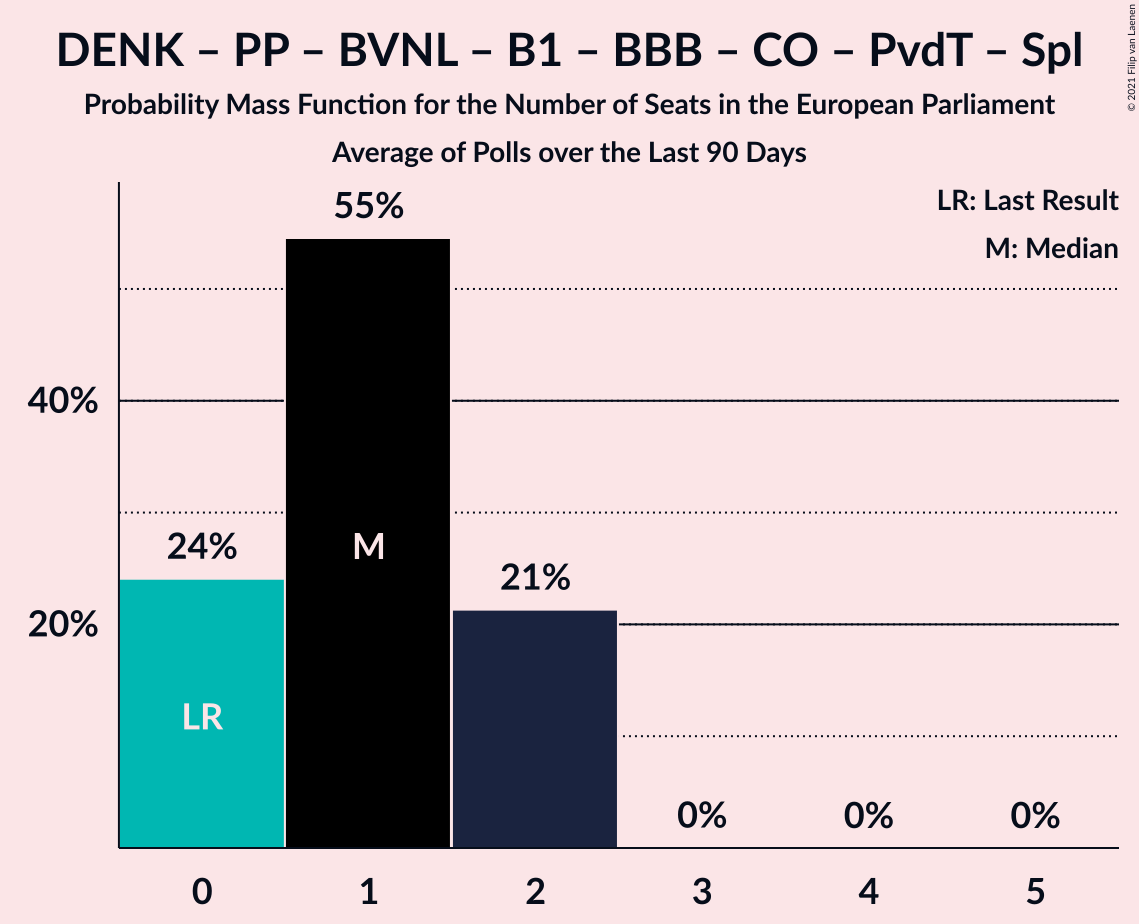 DENK – PP – BVNL – B1 – BBB – CO – PvdT – Spl
Probability Mass Function for the Number of Seats in the European Parliament
Average of Polls over the Last 90 Days
© 2021 Filip van Laenen
LR: Last Result
M: Median
55%
40%
24%
M
21%
20%
LR
0% 0% 0%
0 1 2 3 4 5